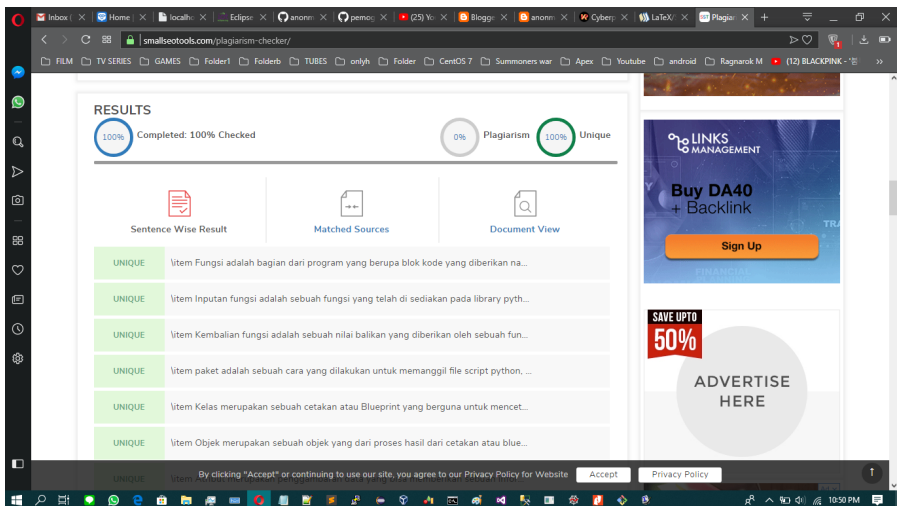 Inbox (
Home |
localho
Eclipse
anonm
pemog
(25) Yo
Blogge
anonm
Cyberp
LaTeX/
Plagiar
smallseotools.com/plagiarism-checker/
FILM
TV SERIES
GAMES
Folder1
Folderb
TUBES
onlyh
Folder
CentOS 7
Summoners war
Apex
Youtube
android
Ragnarok M
(12) BLACKPINK - '
RESULTS
100%
Completed: 100% Checked
0%
Plagiarism
100%
Unique
Sentence Wise Result
Matched Sources
Document View
UNIQUE
\item Fungsi adalah bagian dari program yang berupa blok kode yang diberikan na...
UNIQUE
\item Inputan fungsi adalah sebuah fungsi yang telah di sediakan pada library pyth...
UNIQUE
\item Kembalian fungsi adalah sebuah nilai balikan yang diberikan oleh sebuah fun...
UNIQUE
\item paket adalah sebuah cara yang dilakukan untuk memanggil file script python, ...
UNIQUE
\item Kelas merupakan sebuah cetakan atau Blueprint yang berguna untuk mencet...
UNIQUE
\item Objek merupakan sebuah objek yang dari proses hasil dari cetakan atau blue...
UNIQUE
By clicking "Accept" or continuing to use our site, you agree to our Privacy Policy for Website
Accept
Privacy Policy
LINKS
MANAGEMENT
Buy DA40
+ Backlink
TRA
Sign Up
FINANCIAL
SAVE UPTO
50%
ADVERTISE
HERE
10:50 PM